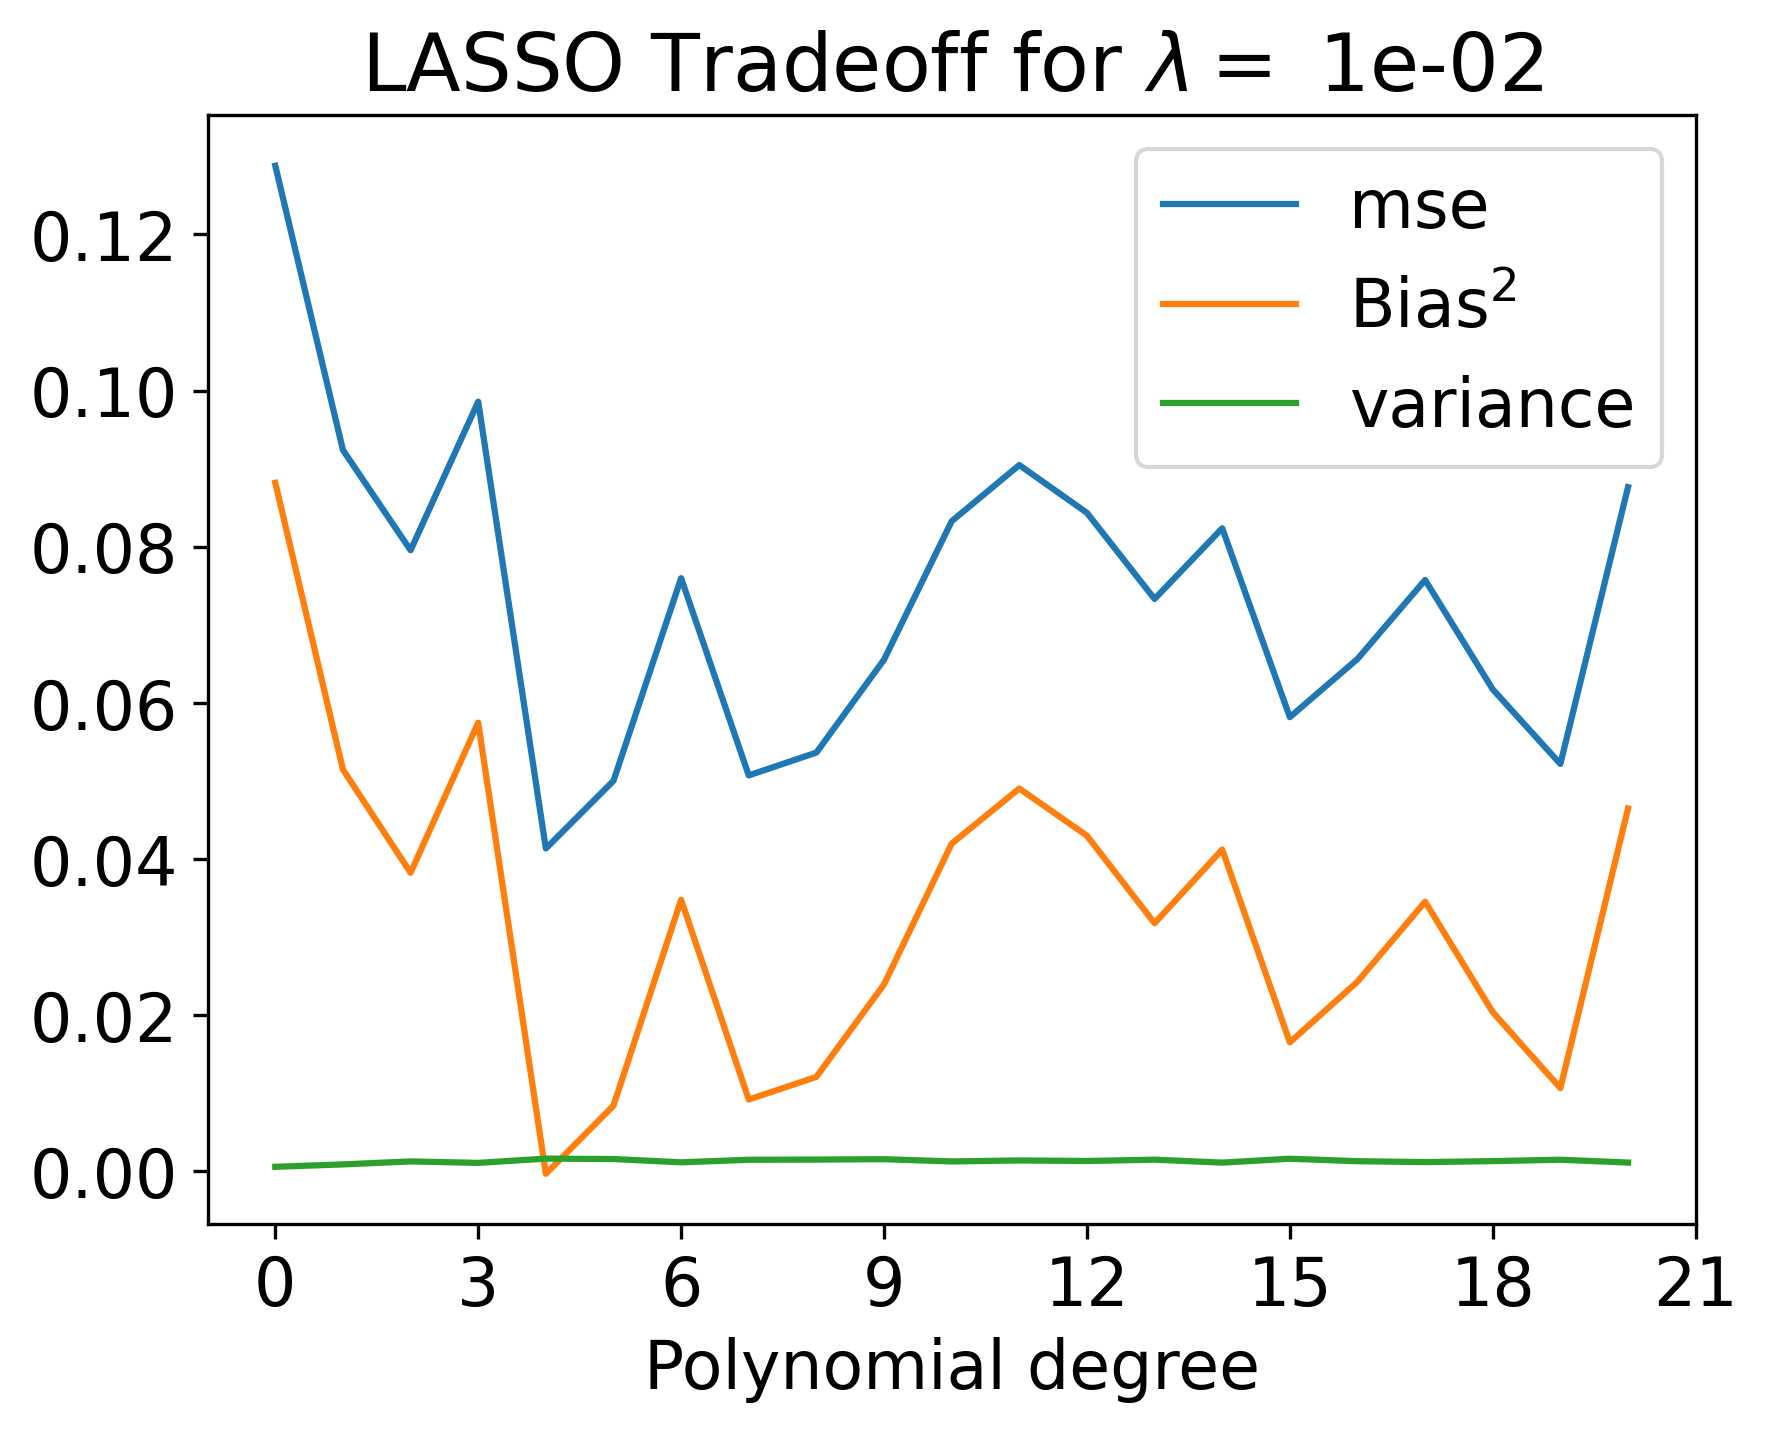 LASSO Tradeoff for λ = 1e-02
mse
Bias²
variance
0.12
0.10
0.08
0.06
0.04
0.02
0.00
0 3 6 9 12 15 18 21
Polynomial degree